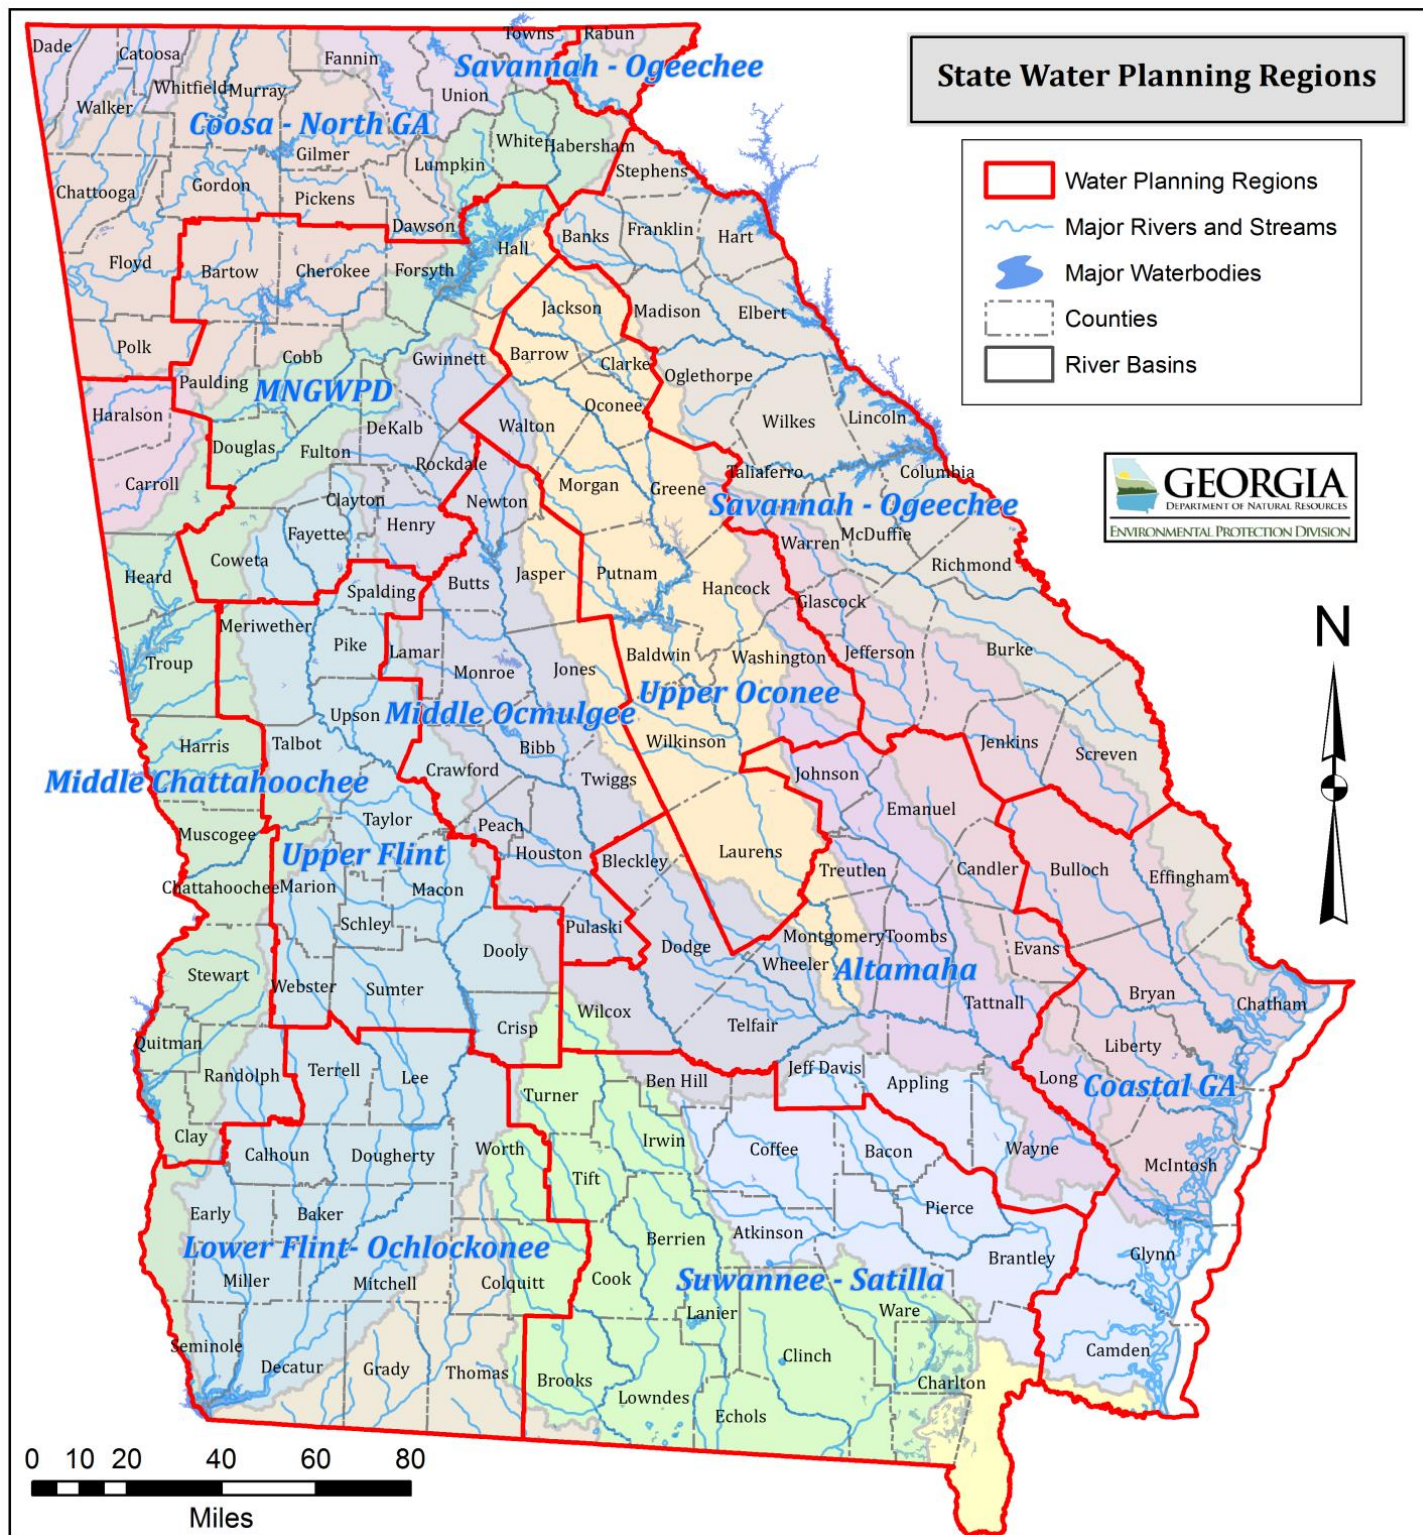 State Water Planning Regions
Water Planning Regions
Major Rivers and Streams
Major Waterbodies
Counties
River Basins
GEORGIA
DEPARTMENT OF NATURAL RESOURCES
ENVIRONMENTAL PROTECTION DIVISION
N
Dade
Catoosa
Fannin
Towns
Rabun
Savannah - Ogeechee
Whitfield
Murray
Union
Walker
Coosa - North GA
White
Habersham
Gilmer
Lumpkin
Stephens
Chattooga
Gordon
Pickens
Dawson
Banks
Franklin
Hart
Hall
Floyd
Bartow
Cherokee
Forsyth
Jackson
Madison
Elbert
Polk
Cobb
Gwinnett
Barrow
Clarke
Oglethorpe
Paulding
MNGWPD
Oconee
Haralson
DeKalb
Walton
Wilkes
Lincoln
Douglas
Fulton
Rockdale
Taliaferro
Columbia
Carroll
Clayton
Newton
Morgan
Greene
Savannah - Ogeechee
Fayette
Henry
Warren
McDuffie
Coweta
Richmond
Heard
Butts
Jasper
Putnam
Hancock
Spalding
Glascock
Meriwether
Pike
Lamar
Baldwin
Washington
Jefferson
Burke
Troup
Monroe
Jones
Upper Oconee
Upson
Middle Ocmulgee
Harris
Talbot
Bibb
Wilkinson
Jenkins
Screven
Middle Chattahoochee
Crawford
Twiggs
Johnson
Emanuel
Muscogee
Taylor
Peach
Upper Flint
Houston
Bleckley
Laurens
Treutlen
Candler
Bulloch
Effingham
Chattahoochee
Marion
Macon
Schley
Pulaski
Dooly
Dodge
Montgomery
Toombs
Evans
Stewart
Webster
Sumter
Wheeler
Altamaha
Bryan
Chatham
Wilcox
Telfair
Tattnall
Crisp
Quitman
Liberty
Randolph
Terrell
Lee
Turner
Ben Hill
Jeff Davis
Appling
Long
Coastal GA
Clay
Calhoun
Dougherty
Worth
Irwin
Coffee
Bacon
Wayne
McIntosh
Tift
Early
Baker
Pierce
Atkinson
Berrien
Lower Flint- Ochlockonee
Brantley
Glynn
Miller
Mitchell
Colquitt
Cook
Suwannee - Satilla
Lanier
Ware
Seminole
Decatur
Grady
Thomas
Brooks
Clinch
Camden
Lowndes
Charlton
Echols
0 10 20 40 60 80
Miles